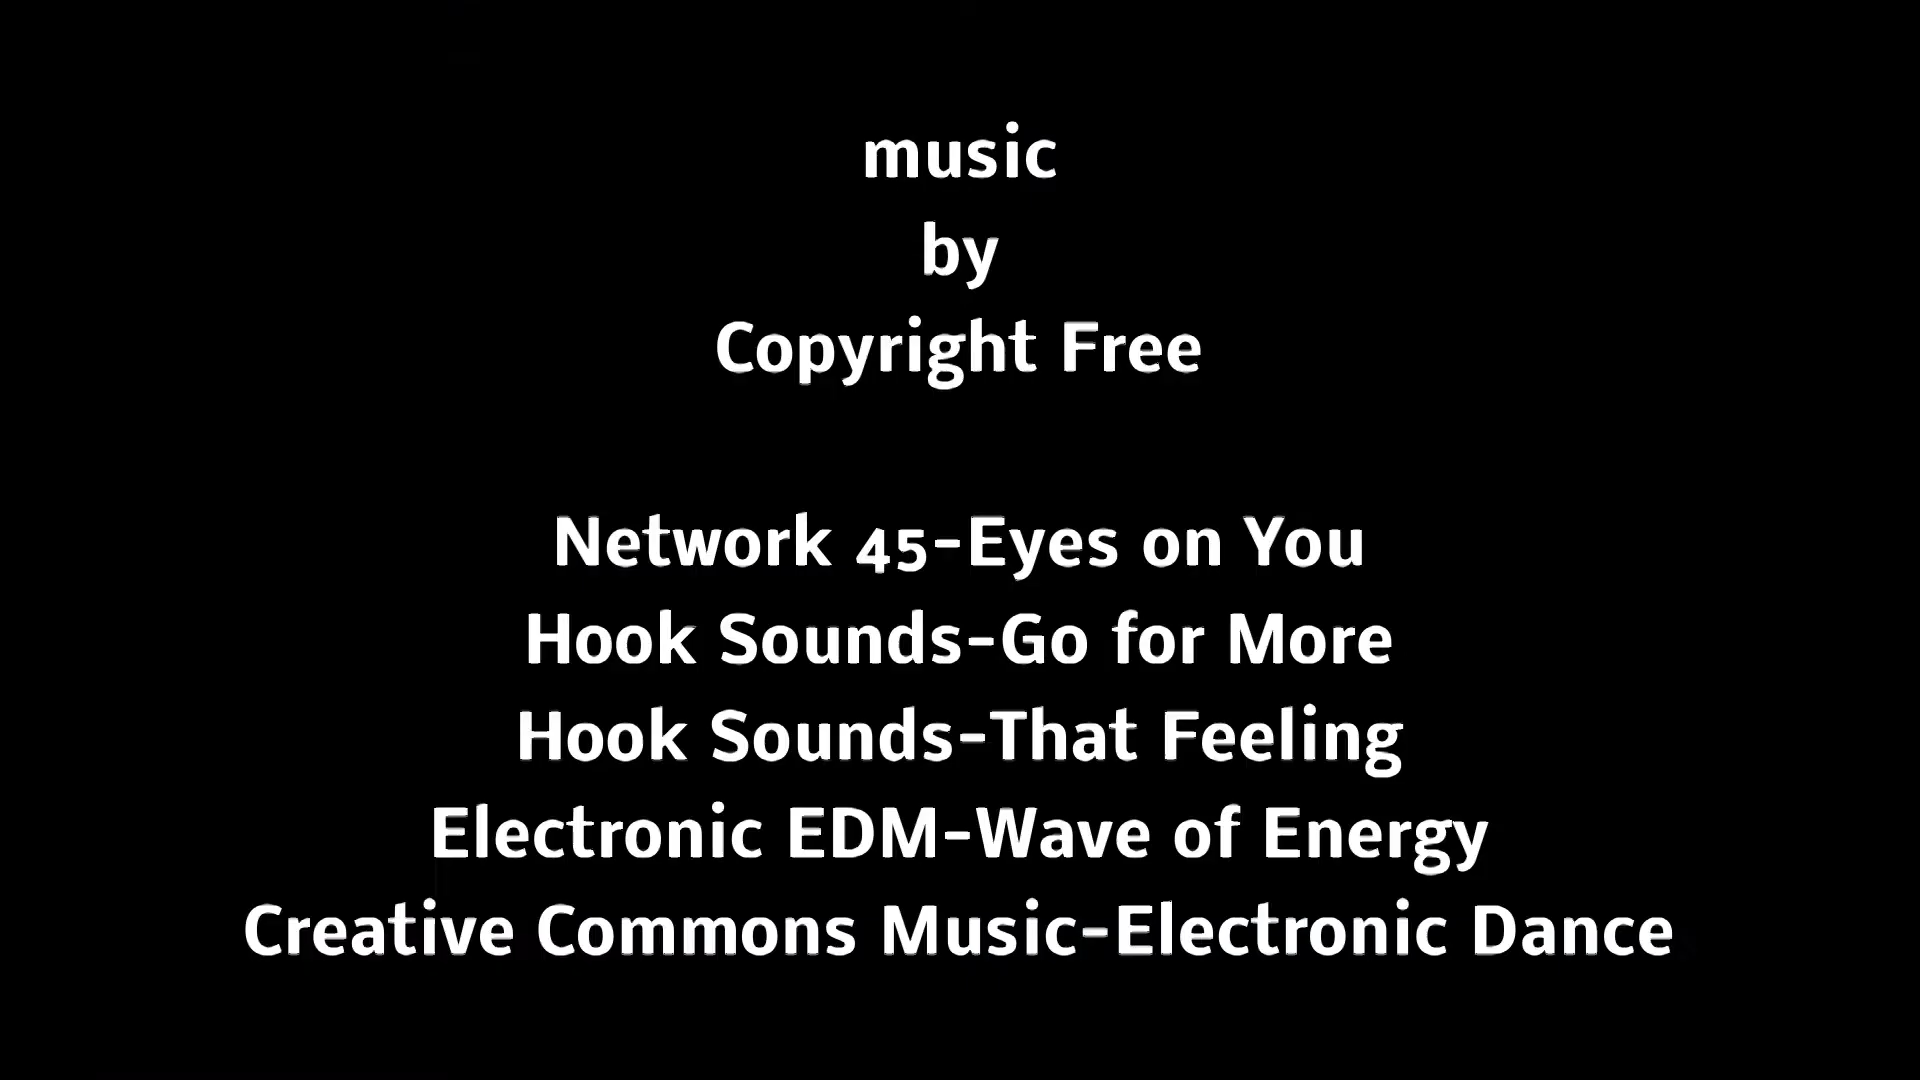 music
by
Copyright Free
Network 45-Eyes on You
Hook Sounds-Go for More
Hook Sounds-That Feeling
Electronic EDM-Wave of Energy
Creative Commons Music-Electronic Dance